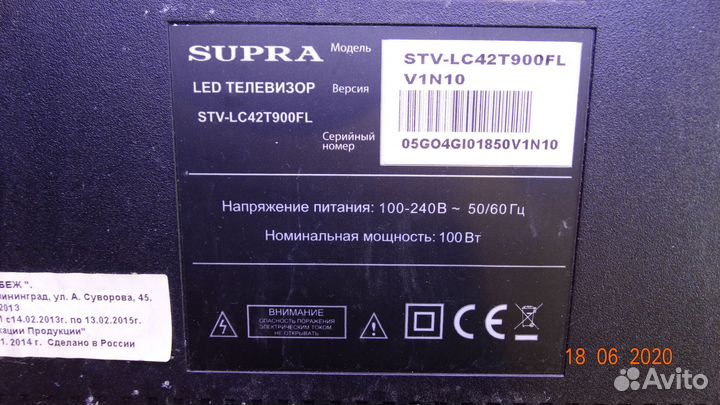 SUPRA Модель STV-LC42T900FL
LED ТЕЛЕВИЗОР Версия V1N10
STV-LC42T900FL
Серийный номер 05GO4GI01850V1N10
Напряжение питания: 100-240В ~ 50/60 Гц
Номинальная мощность: 100 Вт
БЕЖ".
лининград, ул. А. Суворова, 45,
2013
с14.02.2013г. по 13.02.2015г.
кации Продукции"
1. 2014 г. Сделано в России
ВНИМАНИЕ
ОПАСНОСТЬ ПОРАЖЕНИЯ
ЭЛЕКТРИЧЕСКИМ ТОКОМ
НЕ ОТКРЫВАТЬ
CE
18 06 2020
Avito